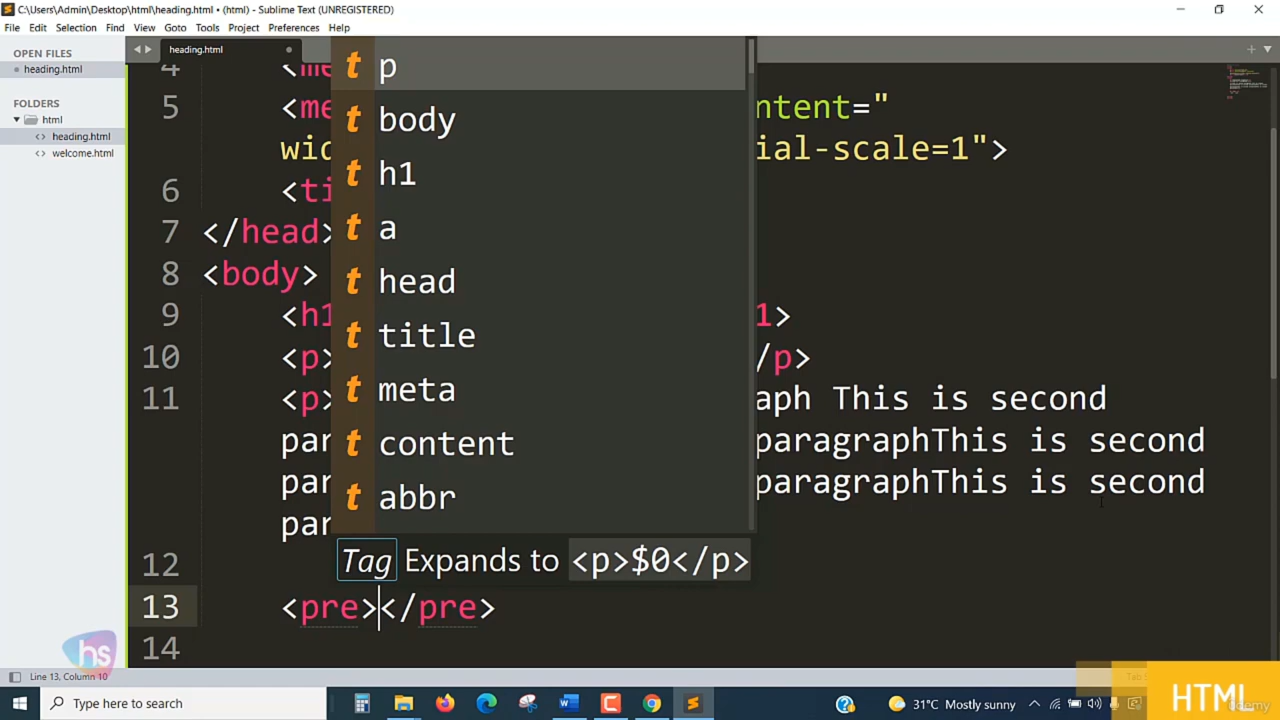 C:\Users\Admin\Desktop\html\heading.html • (html) - Sublime Text (UNREGISTERED)
File Edit Selection Find View Goto Tools Project Preferences Help
OPEN FILES
heading.html
FOLDERS
html
heading.html
welcome.html
heading.html
4 <me
5 <me ontent="
wid ial-scale=1">
6 <ti
7 </head>
8 <body>
9 <h1 1>
10 <p> /p>
11 <p> aph This is second
par paragraphThis is second
par paragraphThis is second
par
12
13 <pre></pre>
14
t p
t body
t h1
t a
t head
t title
t meta
t content
t abbr
Tag Expands to <p>$0</p>
hs
Line 13, Column 10
Type here to search
31°C Mostly sunny
HTML
Udemy